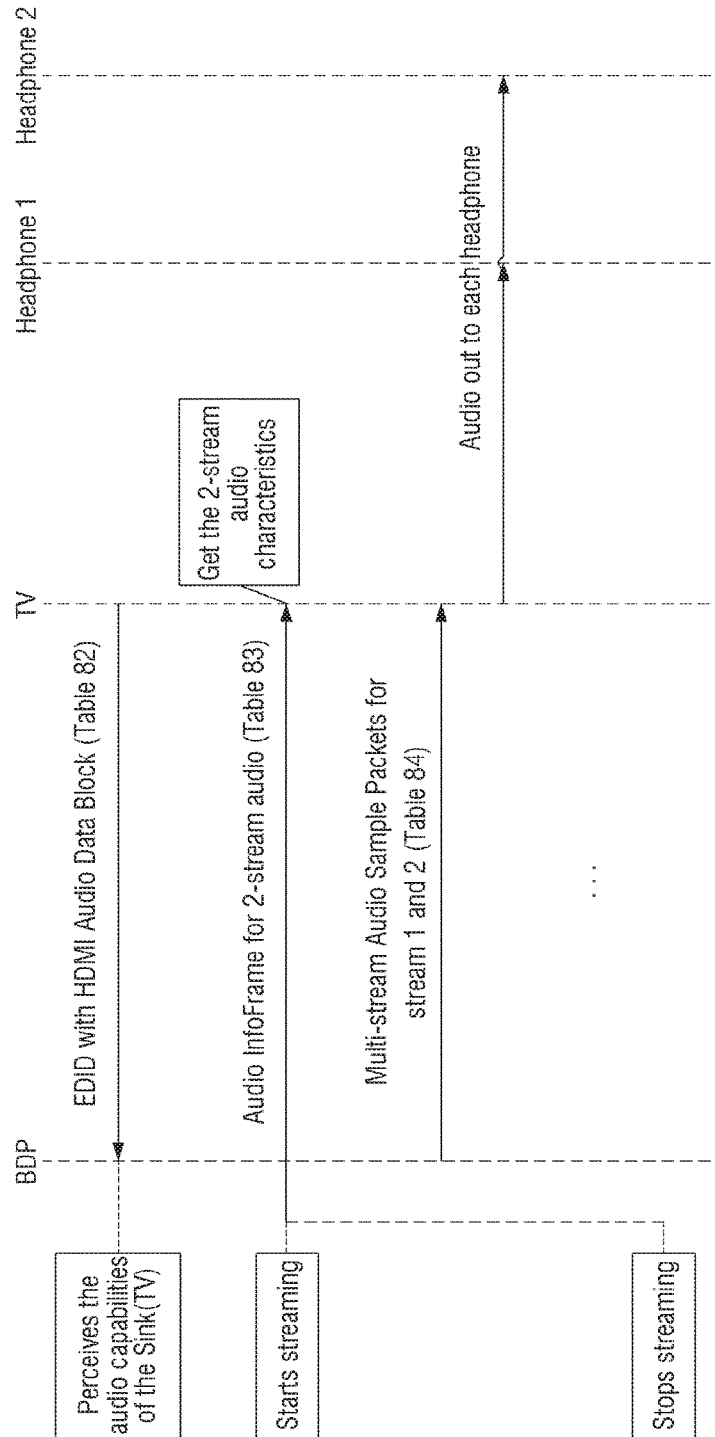 BDP
TV
Headphone 1
Headphone 2
Perceives the
audio capabilities
of the Sink(TV)
EDID with HDMI Audio Data Block (Table 82)
Starts streaming
Audio InfoFrame for 2-stream audio (Table 83)
Get the 2-stream
audio
characteristics
Multi-stream Audio Sample Packets for
stream 1 and 2 (Table 84)
Audio out to each headphone
. . .
Stops streaming